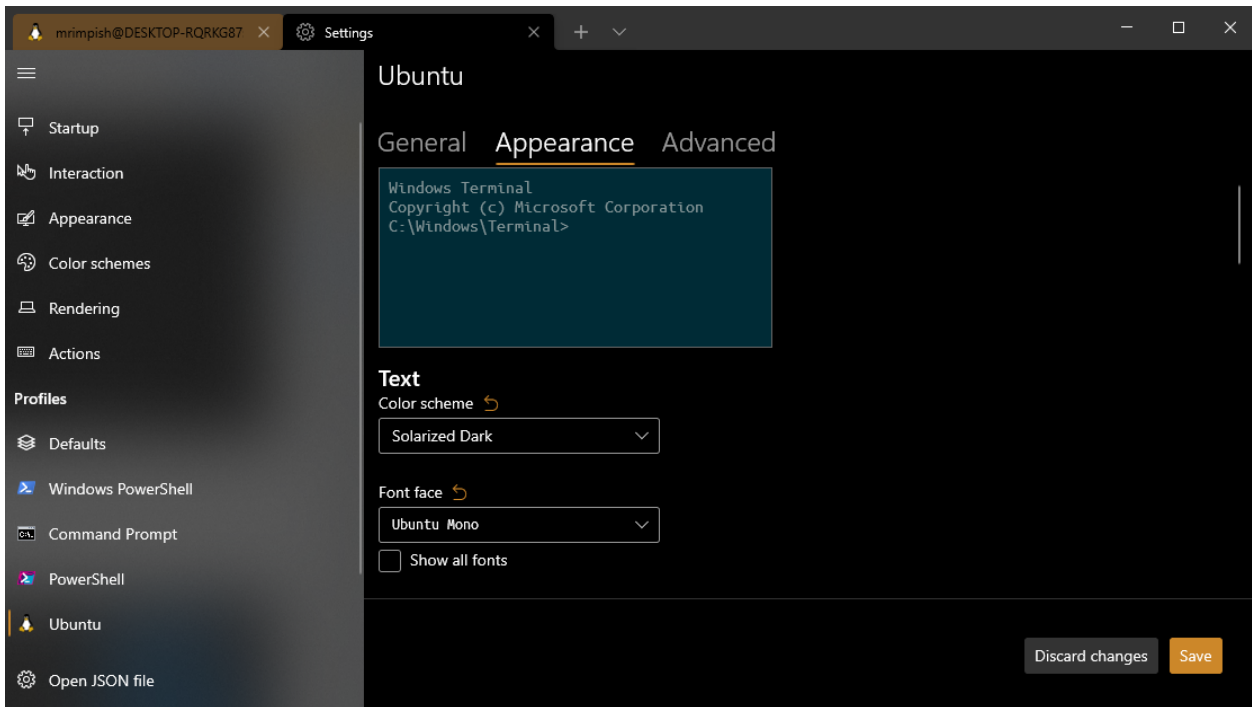 mrimpish@DESKTOP-RQRKG87
Settings
Startup
Interaction
Appearance
Color schemes
Rendering
Actions
Profiles
Defaults
Windows PowerShell
Command Prompt
PowerShell
Ubuntu
Open JSON file
Ubuntu
General Appearance Advanced
Windows Terminal
Copyright (c) Microsoft Corporation
C:\Windows\Terminal>
Text
Color scheme
Solarized Dark
Font face
Ubuntu Mono
Show all fonts
Discard changes
Save